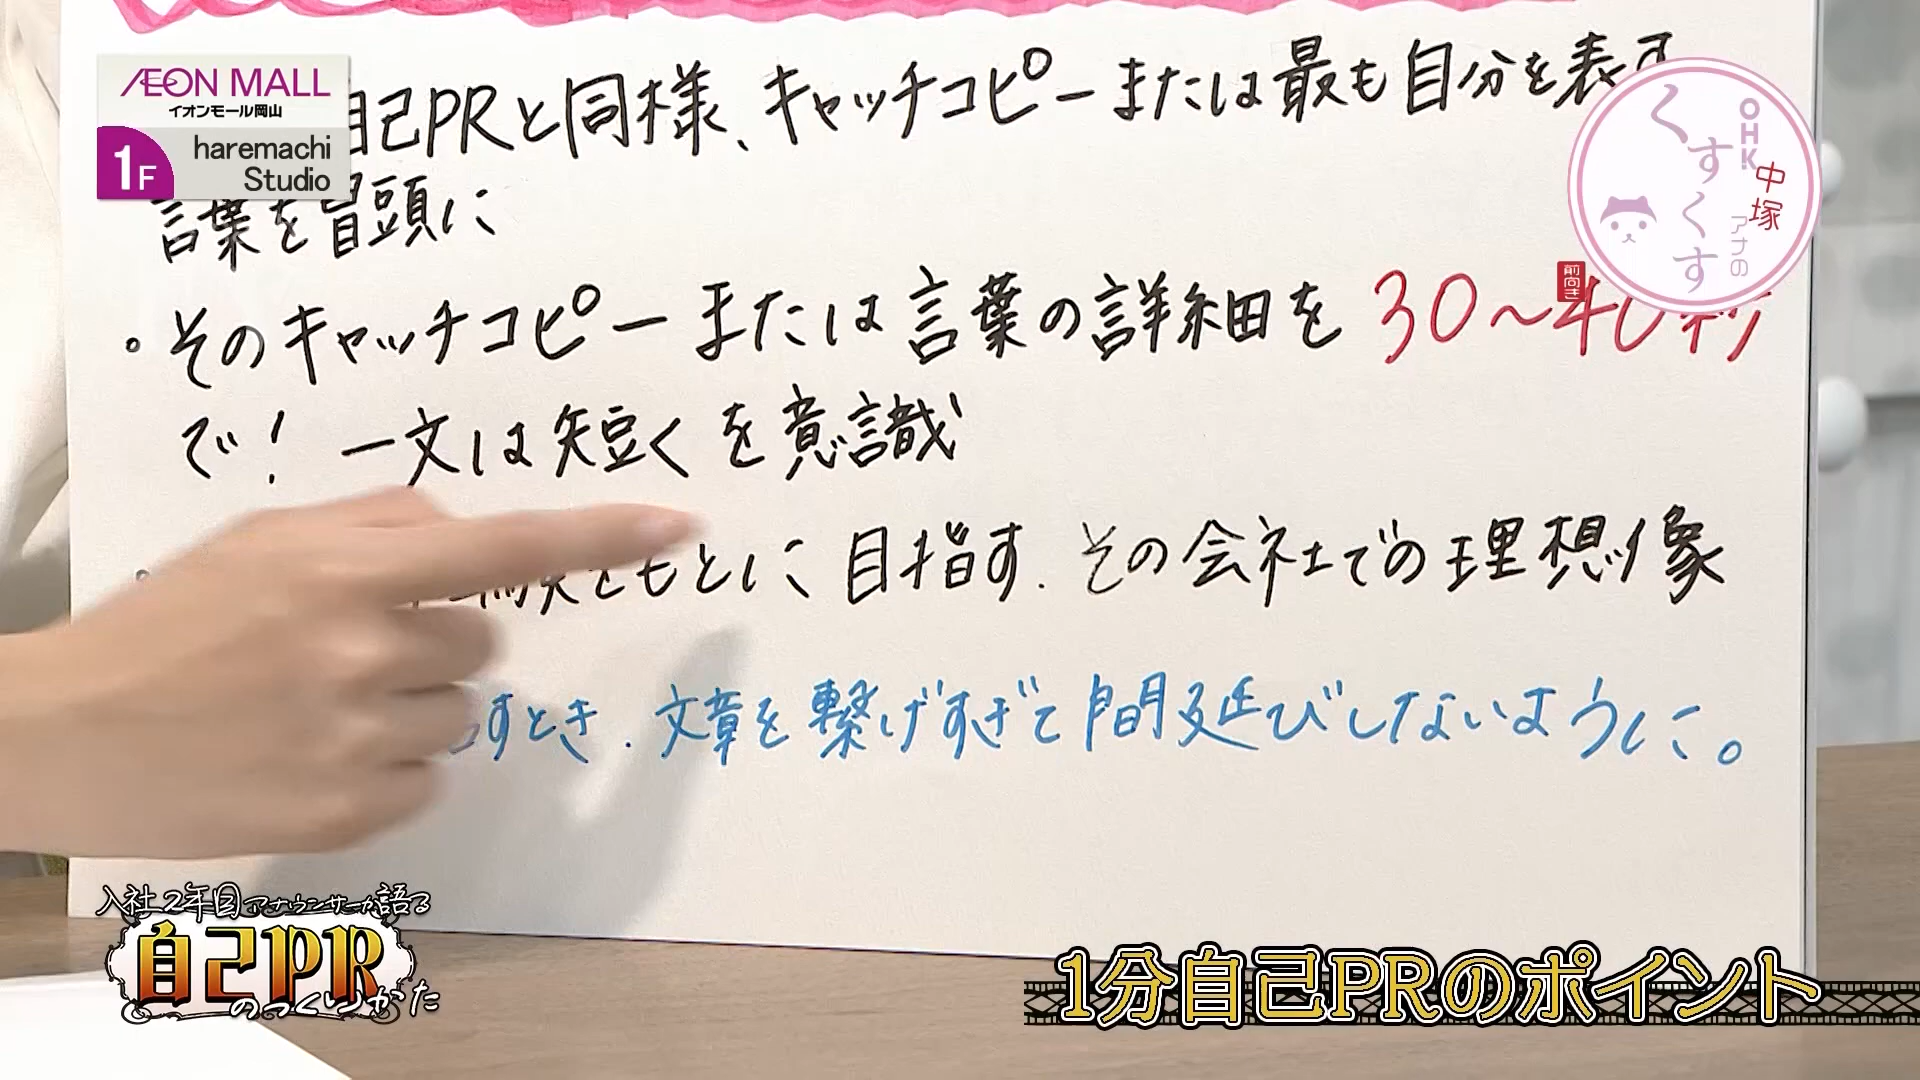 ÆON MALL
イオンモール岡山
1F
haremachi
Studio
自己PRと同様、キャッチコピーまたは最も自分を表す
言葉を冒頭に
・そのキャッチコピーまたは言葉の詳細を30〜40秒
で！一文は短くを意識
をもとに目指す、その会社での理想像
すとき、文章を繋げすぎて間延びしないように。
OHK
中塚
アナの
くすくす
前向き
入社2年目アナウンサーが語る
自己PR
のつくりかた
1分自己PRのポイント